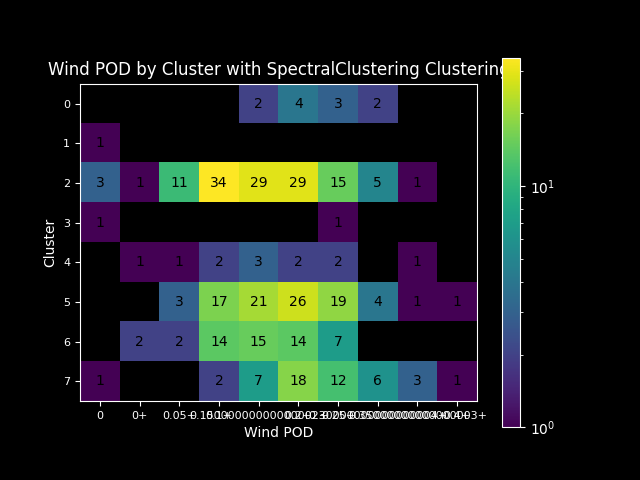 Wind POD by Cluster with SpectralClustering Clustering
0 2 4 3 2
1 1
2 3 1 11 34 29 29 15 5 1
3 1 1
4 1 1 2 3 2 2 1
5 3 17 21 26 19 4 1 1
6 2 2 14 15 14 7
7 1 2 7 18 12 6 3 1
0 0+ 0.05+
Wind POD
Cluster
10¹
10⁰